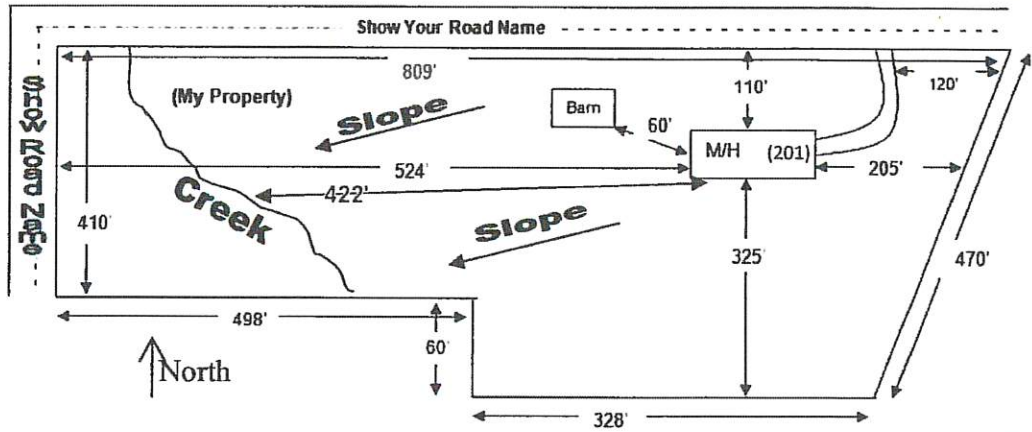 Show Your Road Name
809'
110'
120'
(My Property)
Slope
Barn
60'
M/H (201)
524'
205'
422'
Creek
Show Road Name
410'
Slope
325'
470'
498'
60'
North
328'